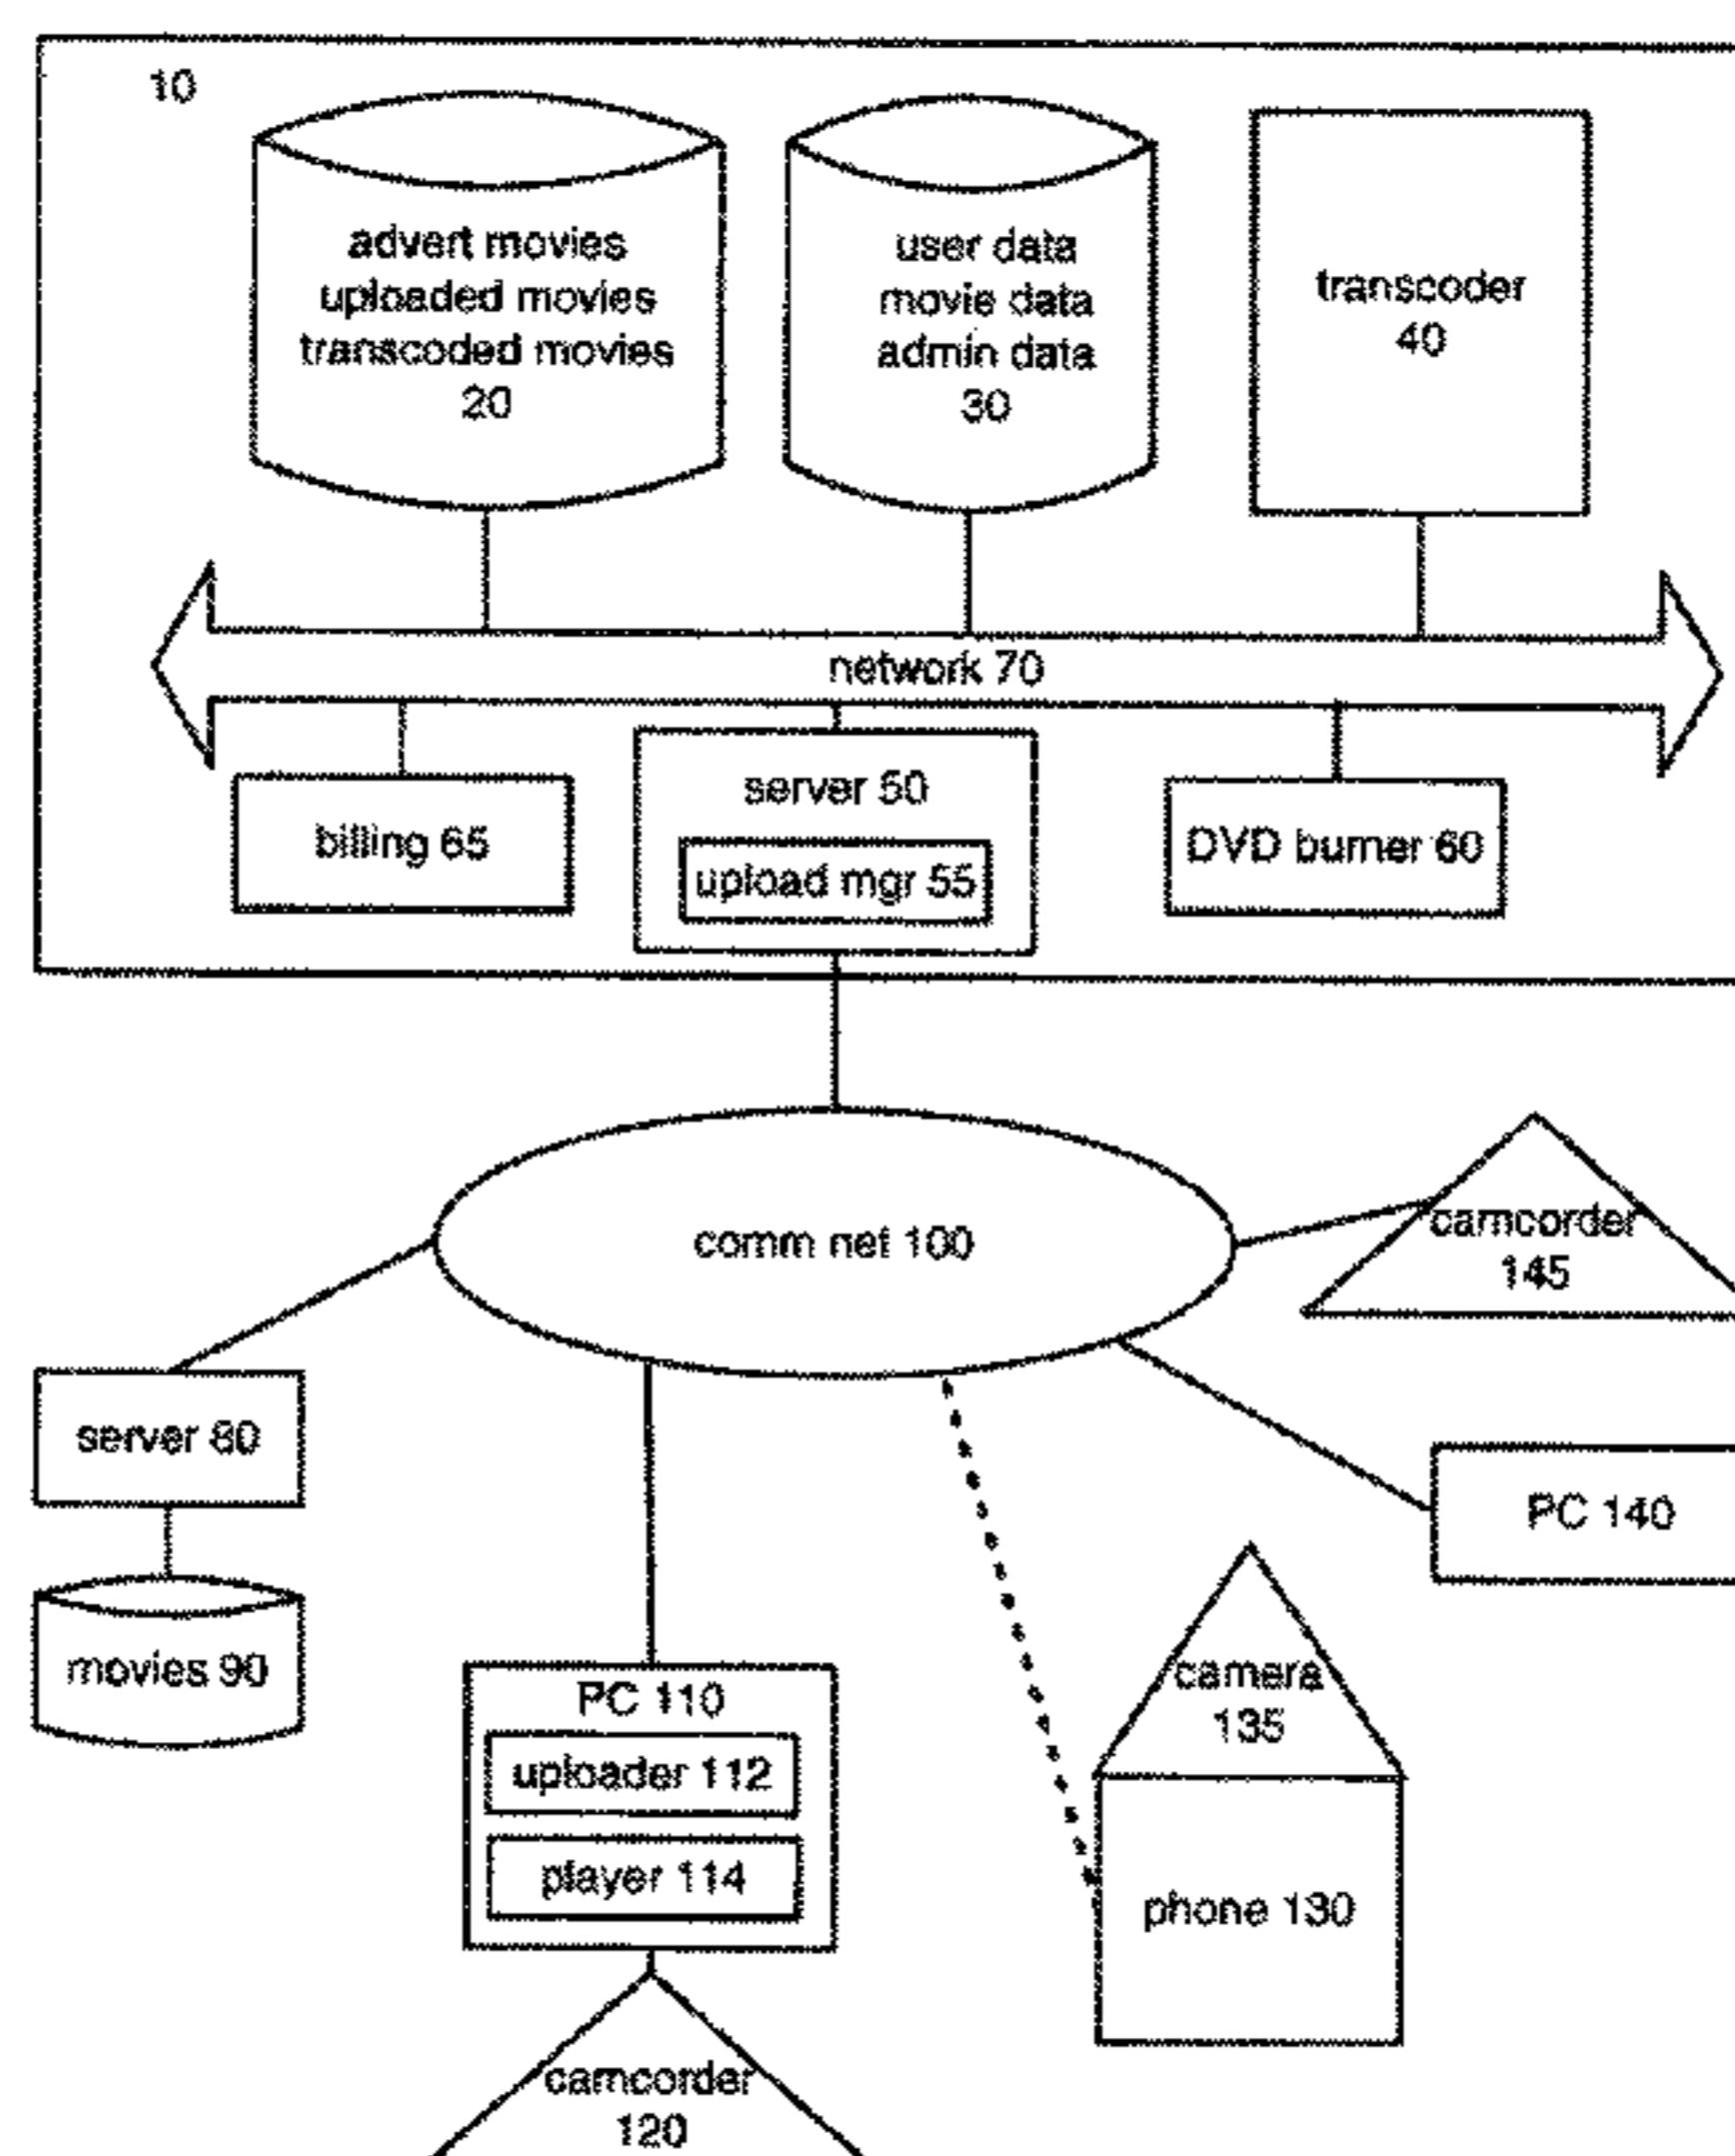 10
advert movies
uploaded movies
transcoded movies
20
user data
movie data
admin data
30
transcoder
40
network 70
billing 65
server 50
upload mgr 55
DVD burner 60
comm net 100
camcorder
145
server 80
PC 140
movies 90
camera
135
PC 110
uploader 112
player 114
phone 130
camcorder
120